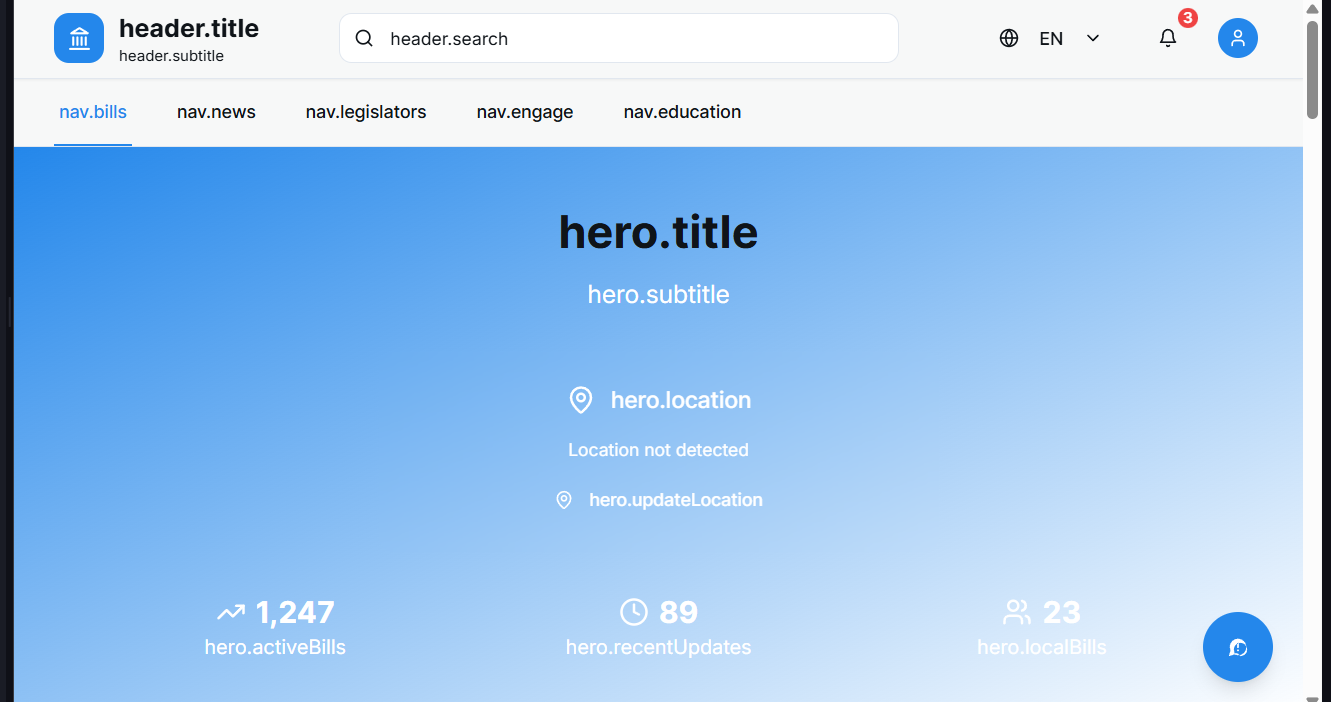 header.title
header.subtitle
header.search
EN
3
nav.bills
nav.news
nav.legislators
nav.engage
nav.education
hero.title
hero.subtitle
hero.location
Location not detected
hero.updateLocation
1,247
hero.activeBills
89
hero.recentUpdates
23
hero.localBills